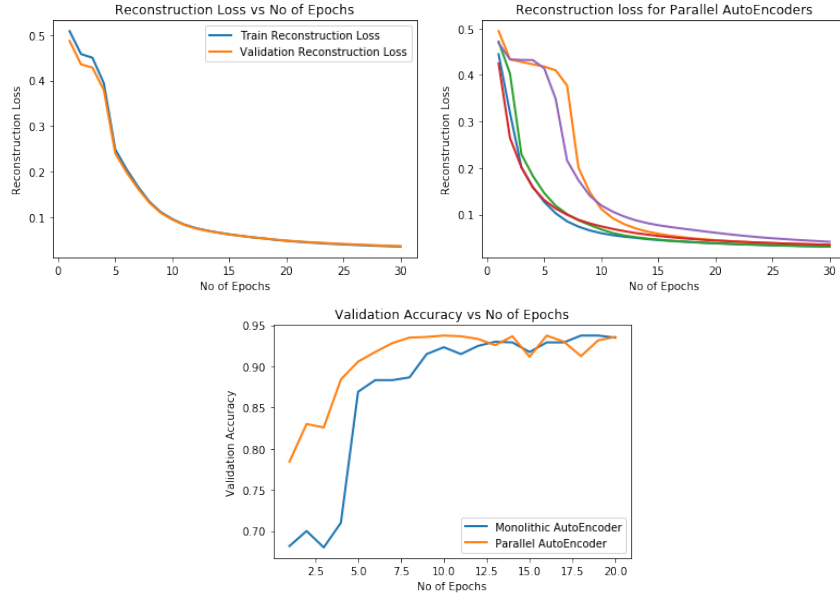 Reconstruction Loss vs No of Epochs
Reconstruction Loss
0.5
0.4
0.3
0.2
0.1
Train Reconstruction Loss
Validation Reconstruction Loss
0 5 10 15 20 25 30
No of Epochs
Reconstruction loss for Parallel AutoEncoders
Reconstruction Loss
0.5
0.4
0.3
0.2
0.1
0 5 10 15 20 25 30
No of Epochs
Validation Accuracy vs No of Epochs
Validation Accuracy
0.95
0.90
0.85
0.80
0.75
0.70
Monolithic AutoEncoder
Parallel AutoEncoder
2.5 5.0 7.5 10.0 12.5 15.0 17.5 20.0
No of Epochs